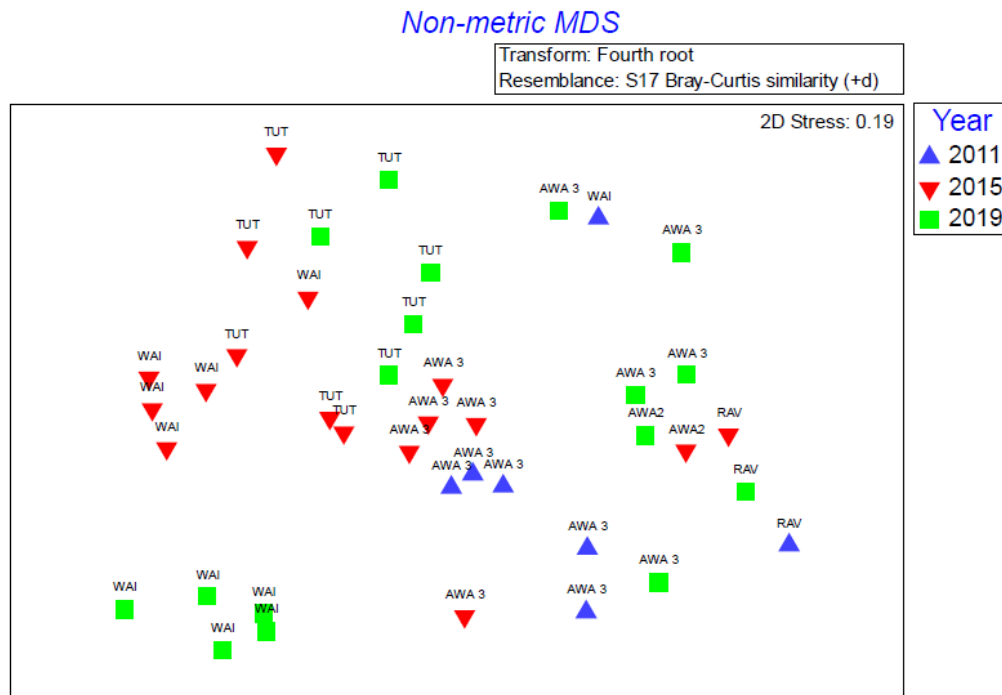 Non-metric MDS
Transform: Fourth root
Resemblance: S17 Bray-Curtis similarity (+d)
2D Stress: 0.19
Year
2011
2015
2019
TUT
TUT
AWA 3
WAI
TUT
TUT
AWA 3
TUT
WAI
TUT
TUT
WAI
WAI
TUT
AWA 3
AWA 3
AWA 3
WAI
TUT
TUT
AWA 3
AWA 3
AWA2
AWA2
RAV
WAI
AWA 3
AWA 3
AWA 3
AWA 3
RAV
AWA 3
RAV
AWA 3
AWA 3
AWA 3
WAI
WAI
WAI
WAI
WAI